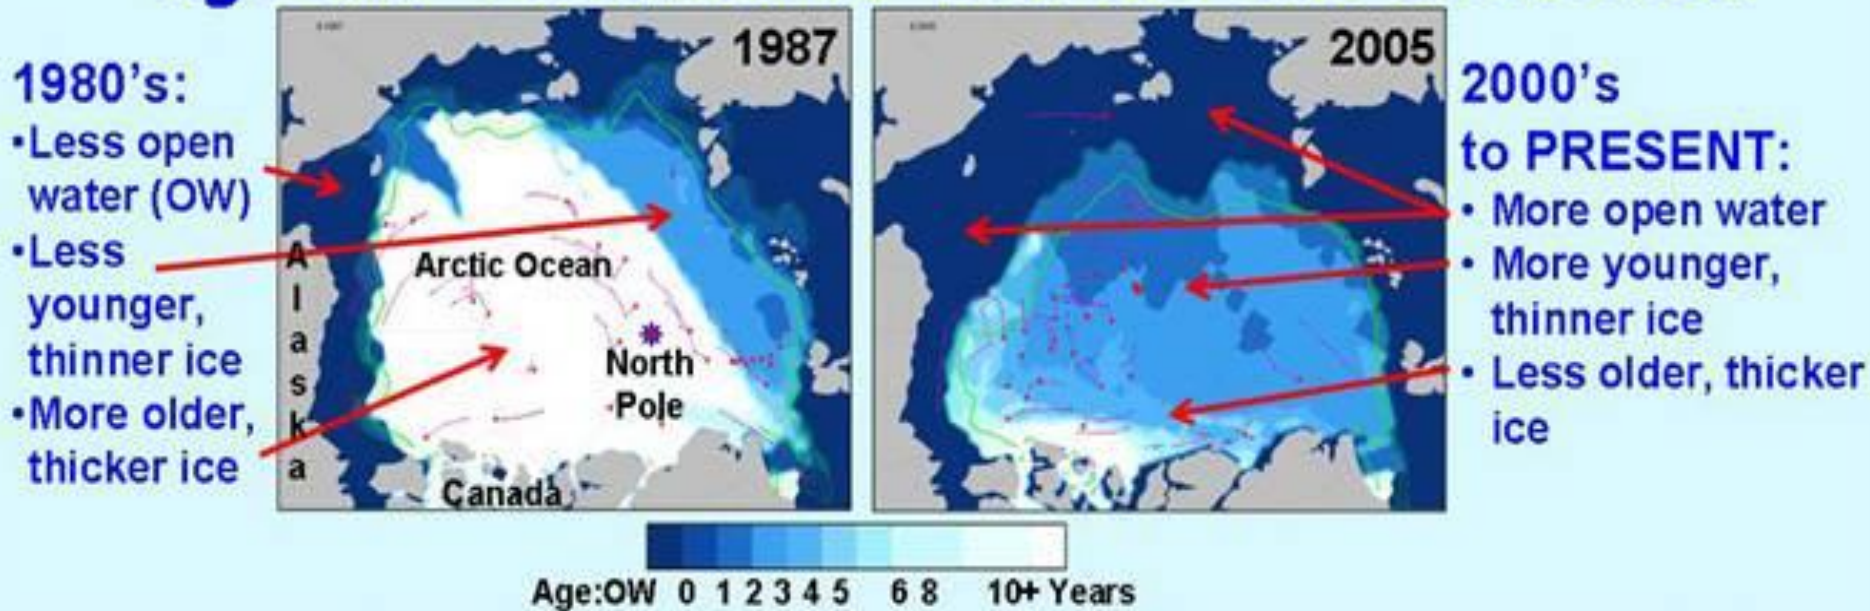 1980's:
•Less open
water (OW)
•Less
younger,
thinner ice
•More older,
thicker ice
1987
Alaska
Arctic Ocean
North
Pole
Canada
2005
2000's
to PRESENT:
• More open water
• More younger,
thinner ice
• Less older, thicker
ice
Age:OW 0 1 2 3 4 5 6 8 10+ Years